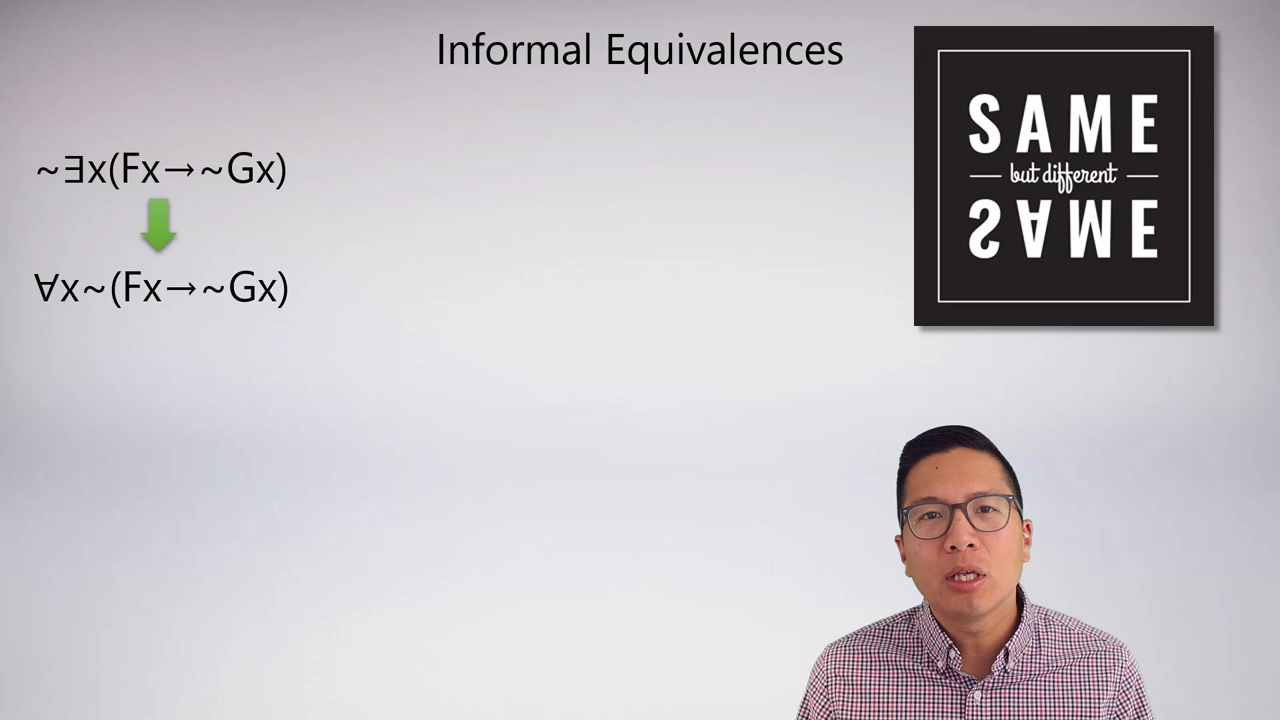 Informal Equivalences
~∃x(Fx→~Gx)
∀x~(Fx→~Gx)
SAME
but different
SAME